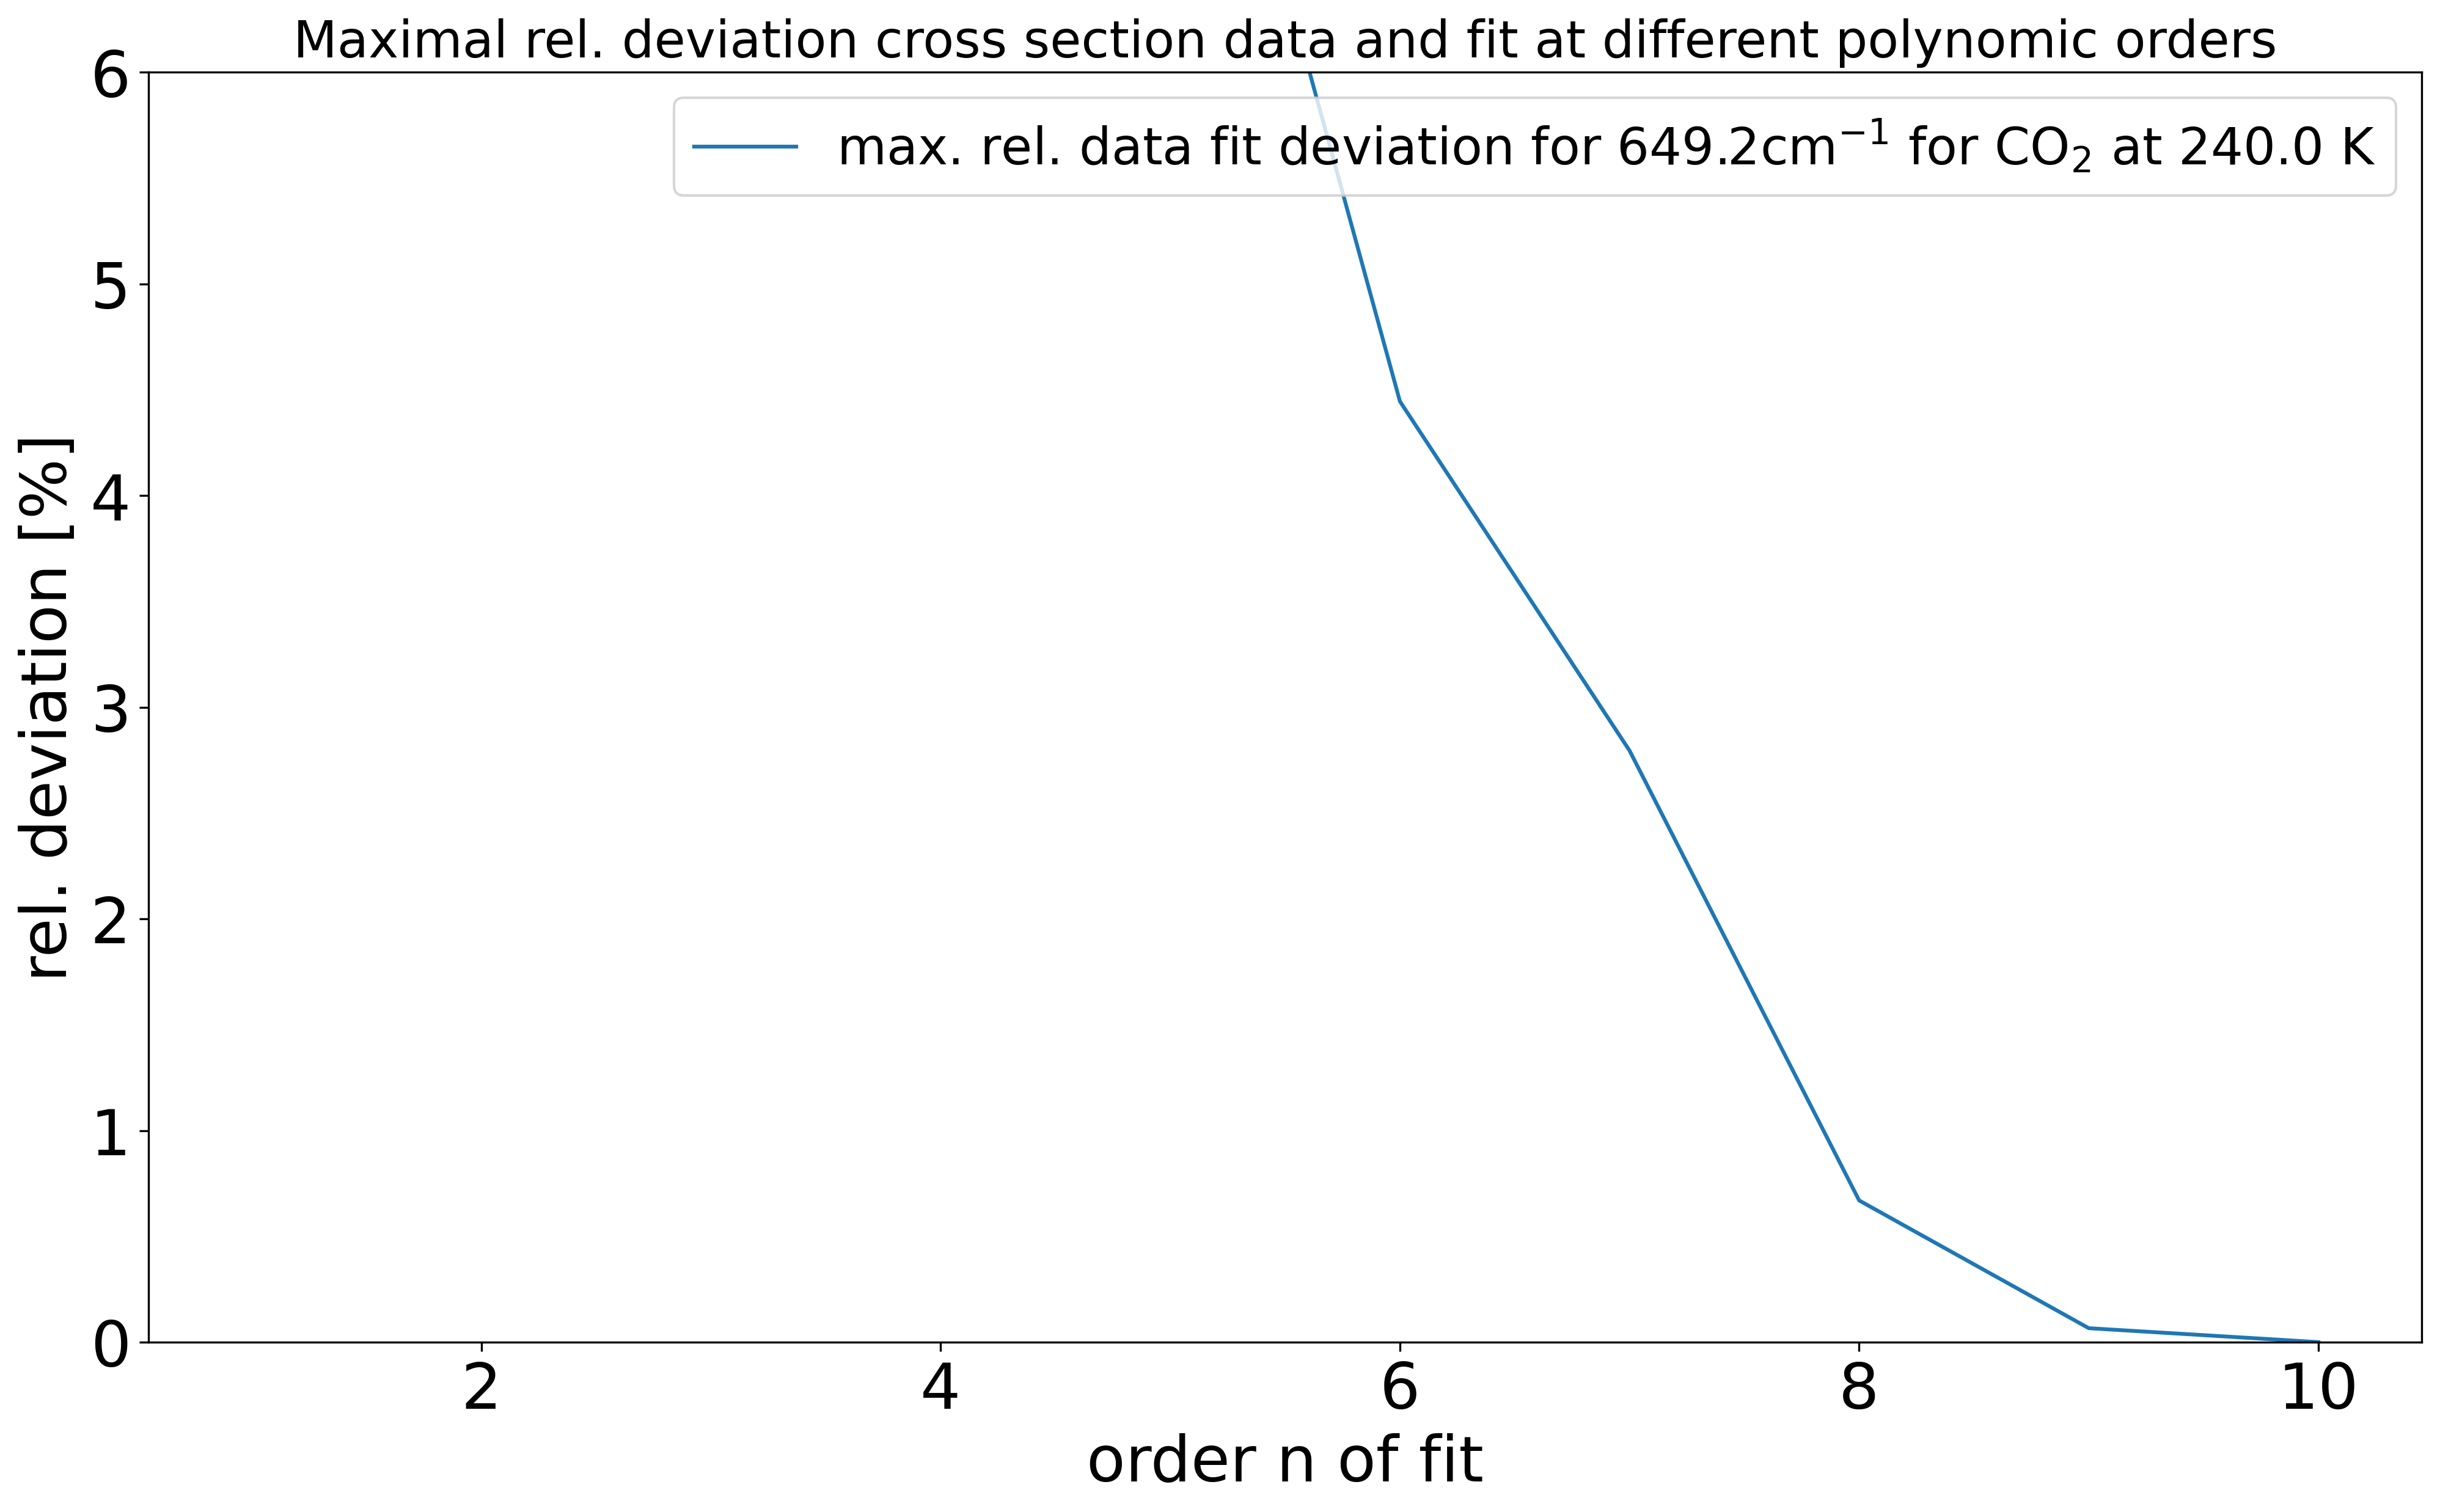 Maximal rel. deviation cross section data and fit at different polynomic orders
max. rel. data fit deviation for 649.2cm⁻¹ for CO₂ at 240.0 K
rel. deviation [%]
6
5
4
3
2
1
0
2 4 6 8 10
order n of fit